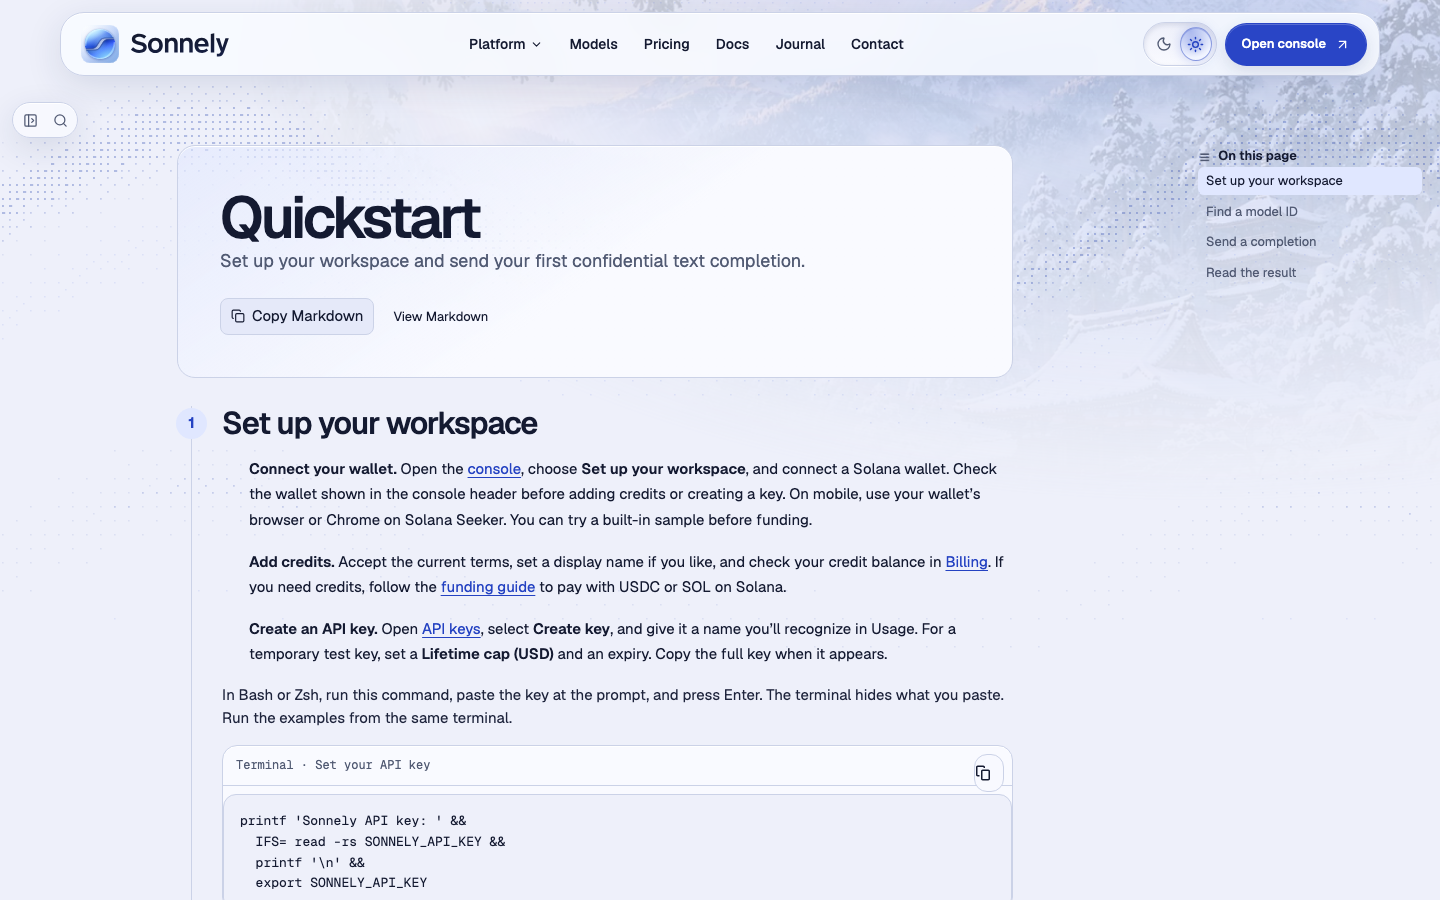 Sonnely
Platform
Models
Pricing
Docs
Journal
Contact
Open console
On this page
Set up your workspace
Find a model ID
Send a completion
Read the result
Quickstart
Set up your workspace and send your first confidential text completion.
Copy Markdown
View Markdown
1
Set up your workspace
Connect your wallet. Open the console, choose Set up your workspace, and connect a Solana wallet. Check
the wallet shown in the console header before adding credits or creating a key. On mobile, use your wallet’s
browser or Chrome on Solana Seeker. You can try a built-in sample before funding.
Add credits. Accept the current terms, set a display name if you like, and check your credit balance in Billing. If
you need credits, follow the funding guide to pay with USDC or SOL on Solana.
Create an API key. Open API keys, select Create key, and give it a name you’ll recognize in Usage. For a
temporary test key, set a Lifetime cap (USD) and an expiry. Copy the full key when it appears.
In Bash or Zsh, run this command, paste the key at the prompt, and press Enter. The terminal hides what you paste.
Run the examples from the same terminal.
Terminal · Set your API key
printf 'Sonnely API key: ' &&
  IFS= read -rs SONNELY_API_KEY &&
  printf '\n' &&
  export SONNELY_API_KEY